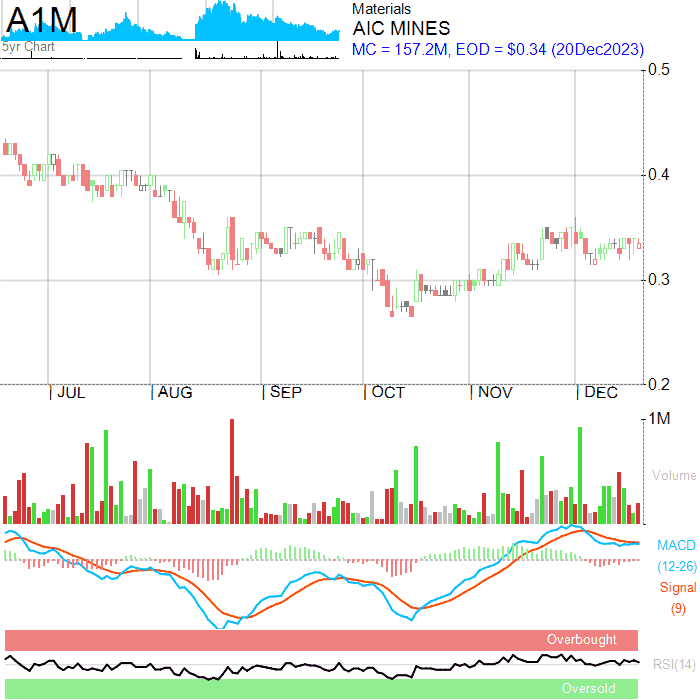 A1M
5yr Chart
Materials
AIC MINES
MC = 157.2M, EOD = $0.34 (20Dec2023)
0.5
0.4
0.3
0.2
JUL
AUG
SEP
OCT
NOV
DEC
1M
Volume
MACD
(12-26)
Signal
(9)
Overbought
RSI(14)
Oversold